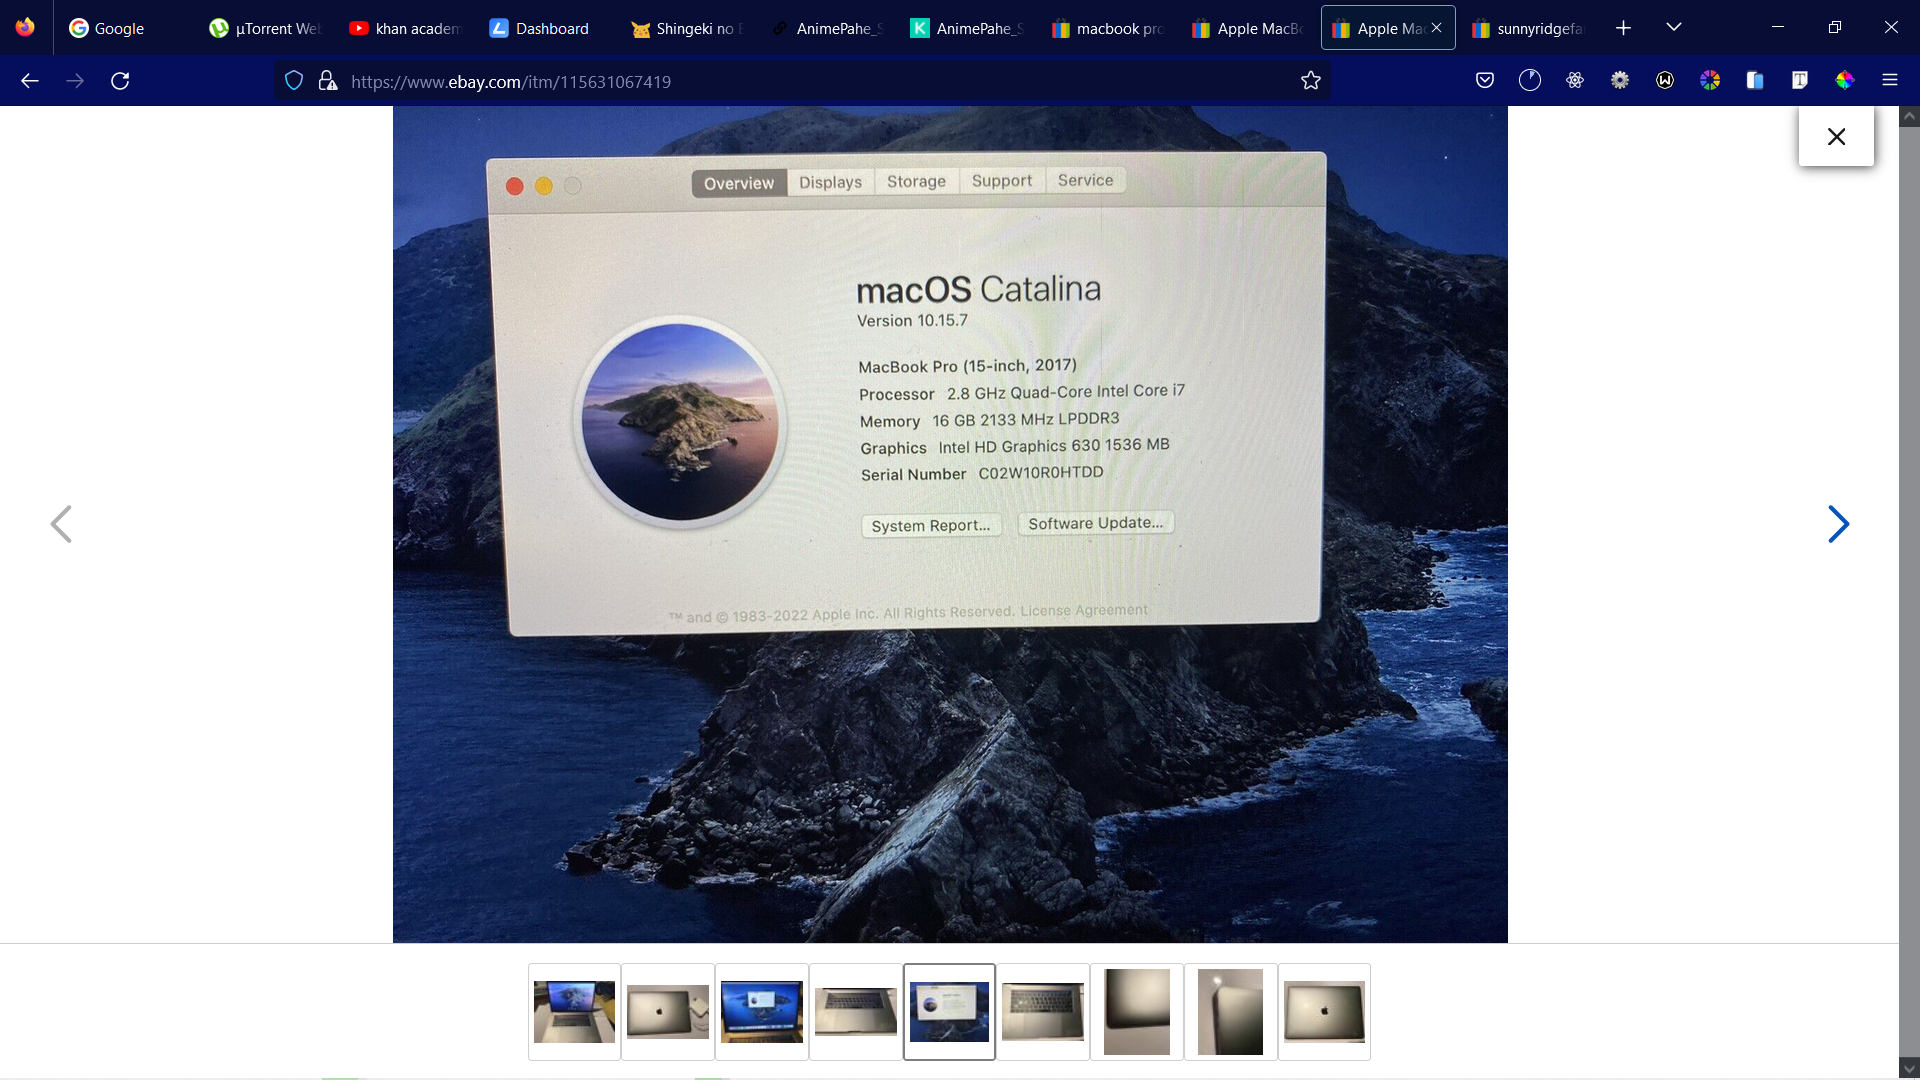 Google
µTorrent We
khan academ
Dashboard
Shingeki no
AnimePahe_S
AnimePahe_S
macbook pro
Apple MacBo
Apple Mac
sunnyridgefa
https://www.ebay.com/itm/115631067419
Overview Displays Storage Support Service
macOS Catalina
Version 10.15.7
MacBook Pro (15-inch, 2017)
Processor 2.8 GHz Quad-Core Intel Core i7
Memory 16 GB 2133 MHz LPDDR3
Graphics Intel HD Graphics 630 1536 MB
Serial Number C02W10R0HTDD
System Report... Software Update...
™ and © 1983-2022 Apple Inc. All Rights Reserved. License Agreement